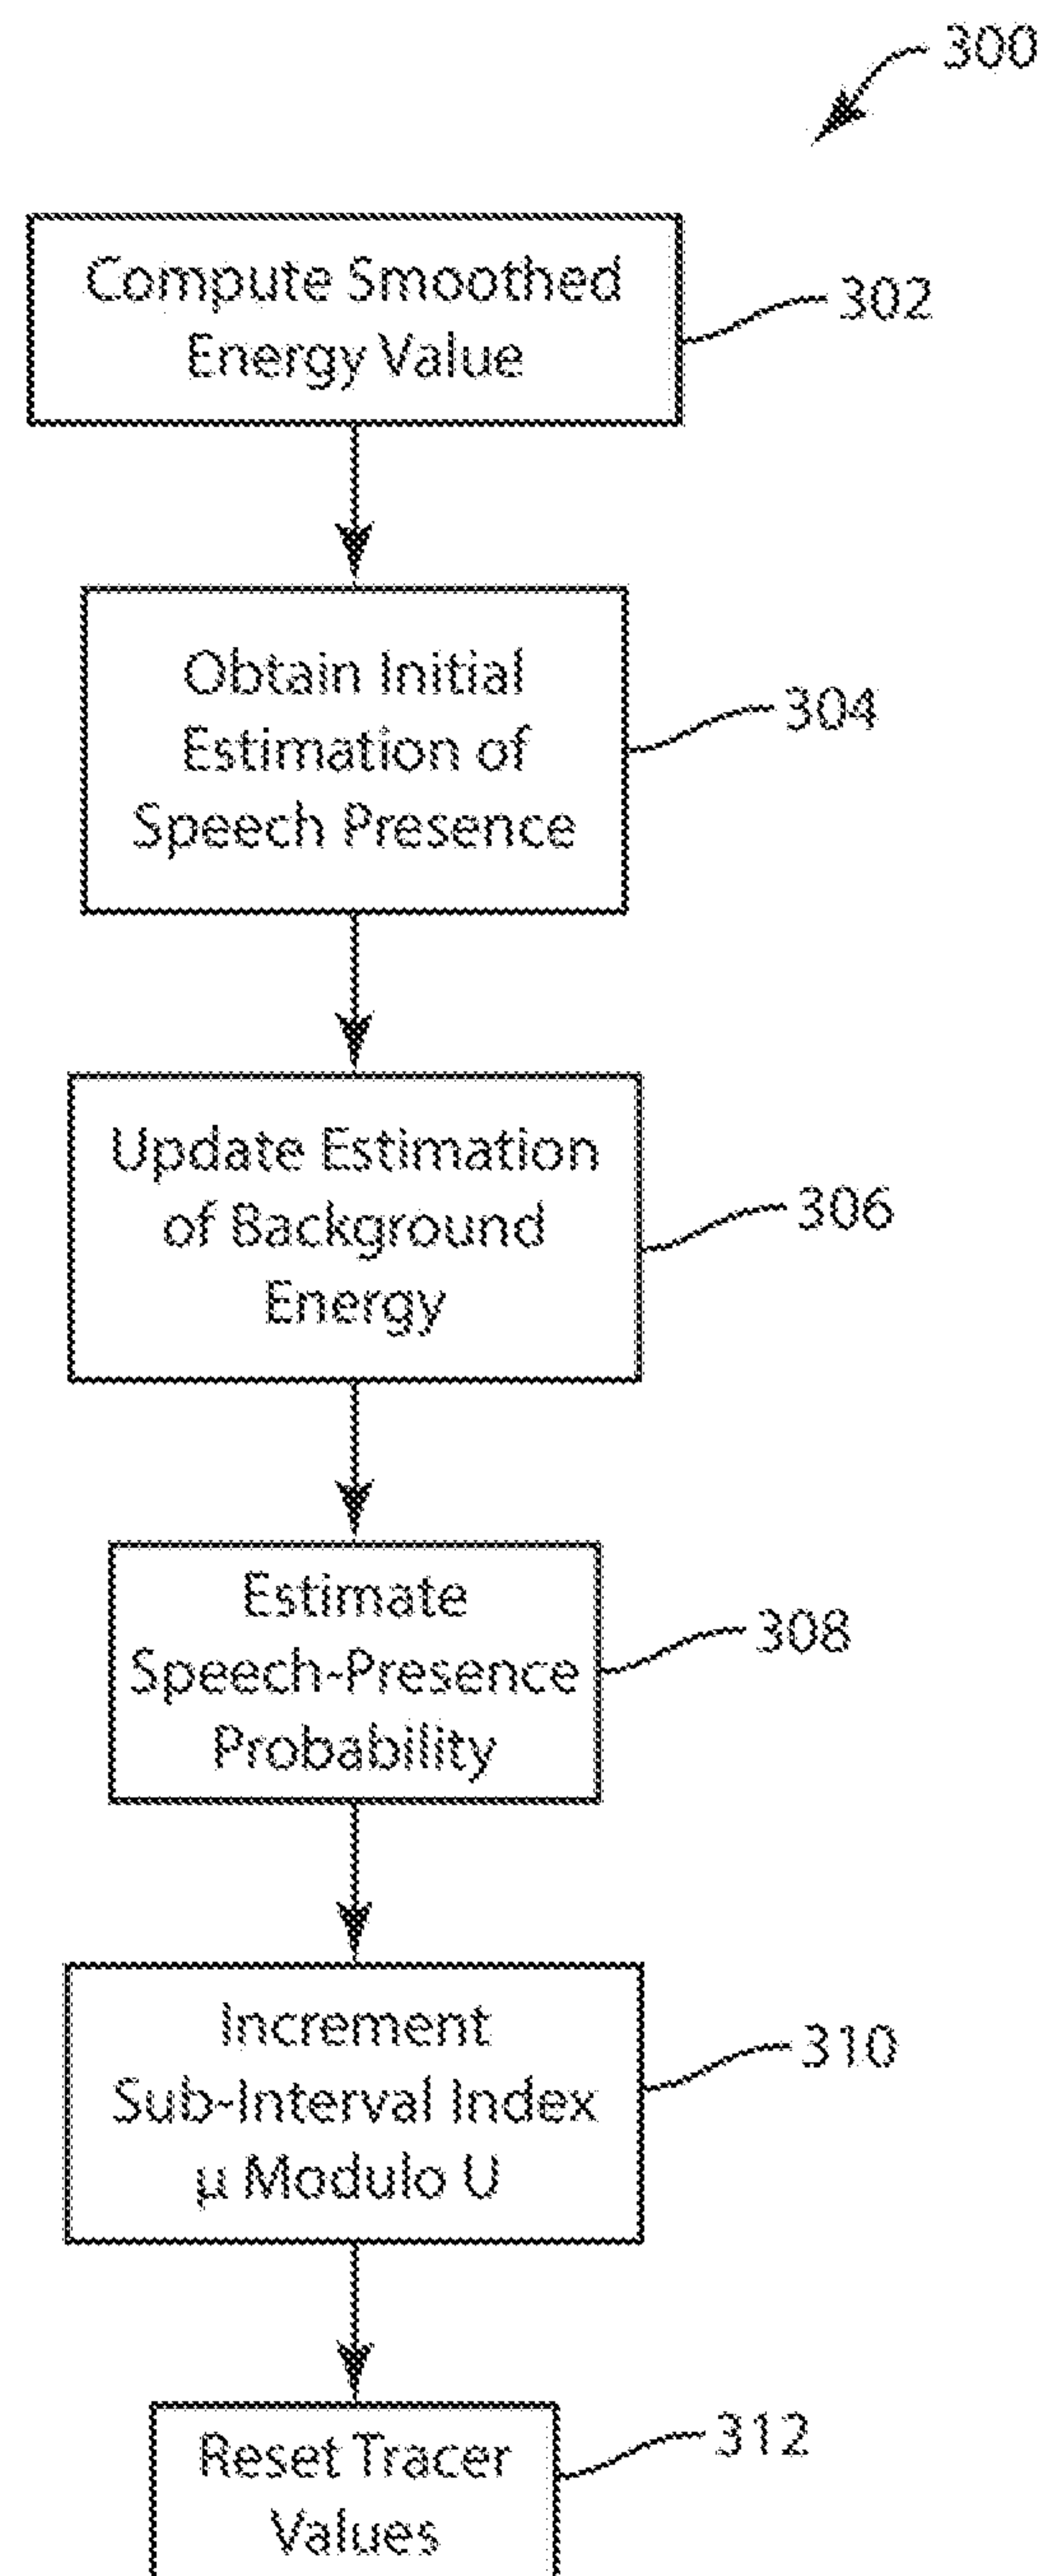 300
Compute Smoothed
Energy Value
302
Obtain Initial
Estimation of
Speech Presence
304
Update Estimation
of Background
Energy
306
Estimate
Speech-Presence
Probability
308
Increment
Sub-Interval Index
µ Modulo U
310
Reset Tracer
Values
312